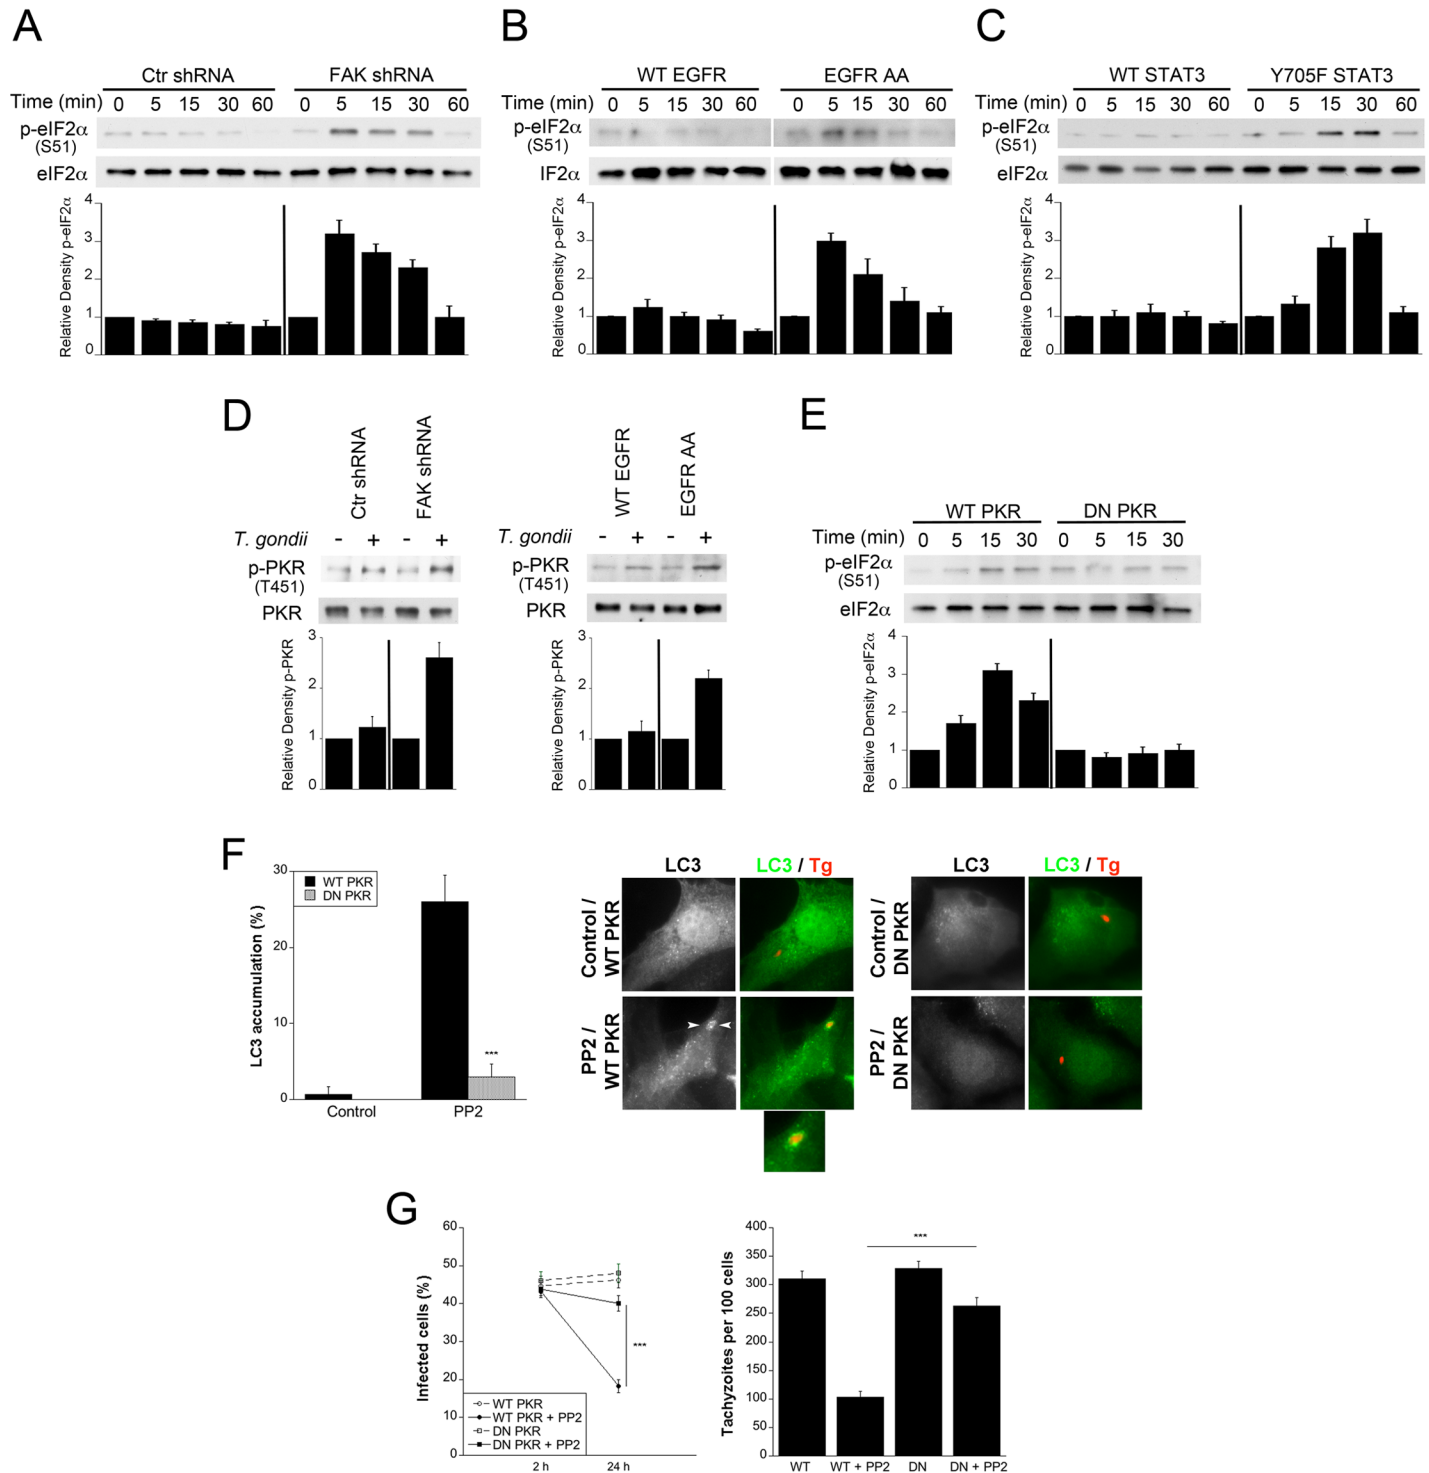 A
Ctr shRNA FAK shRNA
Time (min) 0 5 15 30 60 0 5 15 30 60
p-eIF2α
(S51)
eIF2α
Relative Density p-eIF2α
4
3
2
1
0
B
WT EGFR EGFR AA
Time (min) 0 5 15 30 60 0 5 15 30 60
p-eIF2α
(S51)
IF2α
Relative Density p-eIF2α
4
3
2
1
0
C
WT STAT3 Y705F STAT3
Time (min) 0 5 15 30 60 0 5 15 30 60
p-eIF2α
(S51)
eIF2α
Relative Density p-eIF2α
4
3
2
1
0
D
Ctr shRNA
FAK shRNA
T. gondii - + - +
p-PKR
(T451)
PKR
Relative Density p-PKR
3
2
1
0
WT EGFR
EGFR AA
T. gondii - + - +
p-PKR
(T451)
PKR
Relative Density p-PKR
3
2
1
0
E
WT PKR DN PKR
Time (min) 0 5 15 30 0 5 15 30
p-eIF2α
(S51)
eIF2α
Relative Density p-eIF2α
4
3
2
1
0
F
LC3 accumulation (%)
30
20
10
0
WT PKR
DN PKR
***
Control PP2
LC3 LC3 / Tg
Control /
WT PKR
PP2 /
WT PKR
LC3 LC3 / Tg
Control /
DN PKR
PP2 /
DN PKR
G
Infected cells (%)
60
50
40
30
20
10
0
***
WT PKR
WT PKR + PP2
DN PKR
DN PKR + PP2
2 h 24 h
Tachyzoites per 100 cells
400
350
300
250
200
150
100
50
0
***
WT WT + PP2 DN DN + PP2